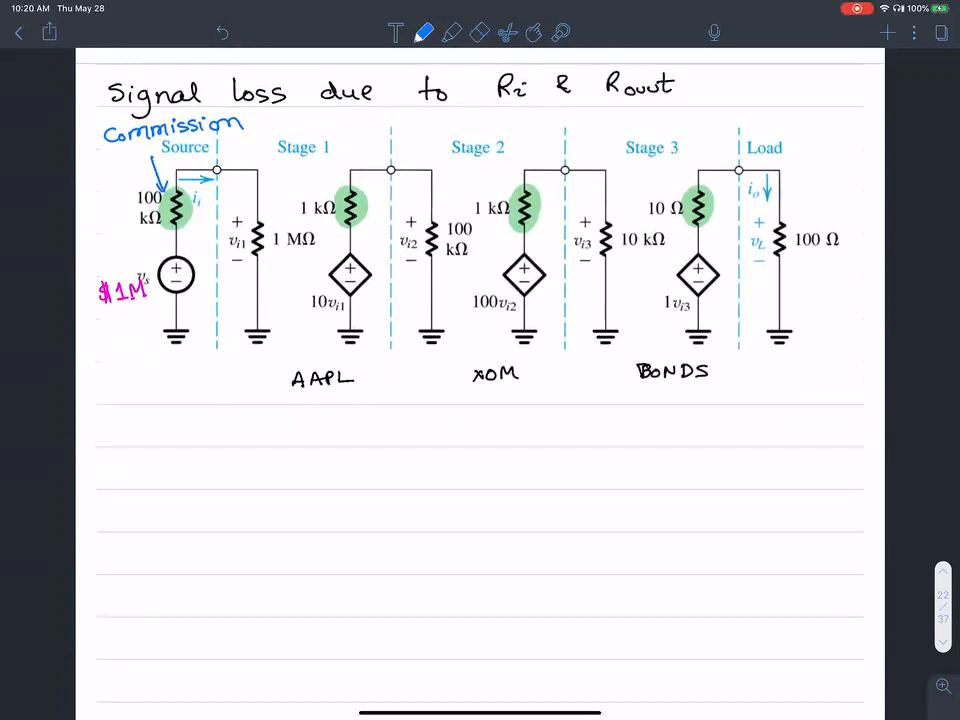 10:20 AM Thu May 28
100%
Signal loss due to Ri & Rout
Commission
Source
Stage 1
Stage 2
Stage 3
Load
100 kΩ
ii
+
vi1
−
1 MΩ
1 kΩ
+
vi2
−
100 kΩ
1 kΩ
+
vi3
−
10 kΩ
10 Ω
io
+
vL
−
100 Ω
$1M
vs
+
−
10vi1
+
−
100vi2
+
−
1vi3
+
−
AAPL
XOM
BONDS
22
/
37